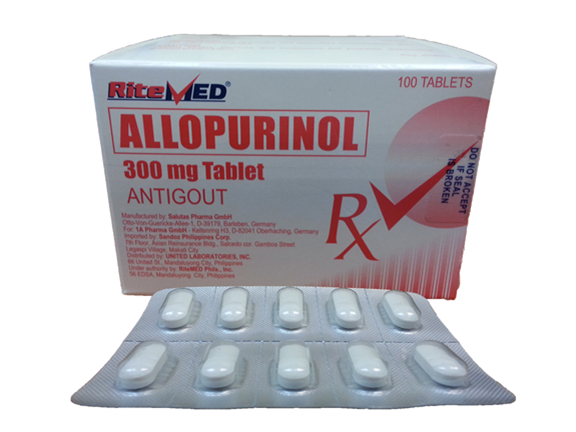 RiteMED®
100 TABLETS
ALLOPURINOL
300 mg Tablet
ANTIGOUT
Rx
DO NOT ACCEPT
IF SEAL
IS BROKEN
Manufactured by: Salutas Pharma GmbH
Otto-Von-Guericke-Allee 1, D-39179, Barleben, Germany
For: 1A Pharma GmbH - Keltenring H3, D-82041 Oberhaching, Germany
Imported by: Sandoz Philippines Corp.
7th Floor, Asian Reinsurance Bldg., Salcedo cor. Gamboa Street
Legaspi Village, Makati City
Distributed by: UNITED LABORATORIES, INC.
66 United St., Mandaluyong City, Philippines
Under authority by: RiteMED Phils., Inc.
EDSA, Mandaluyong City, Philippines